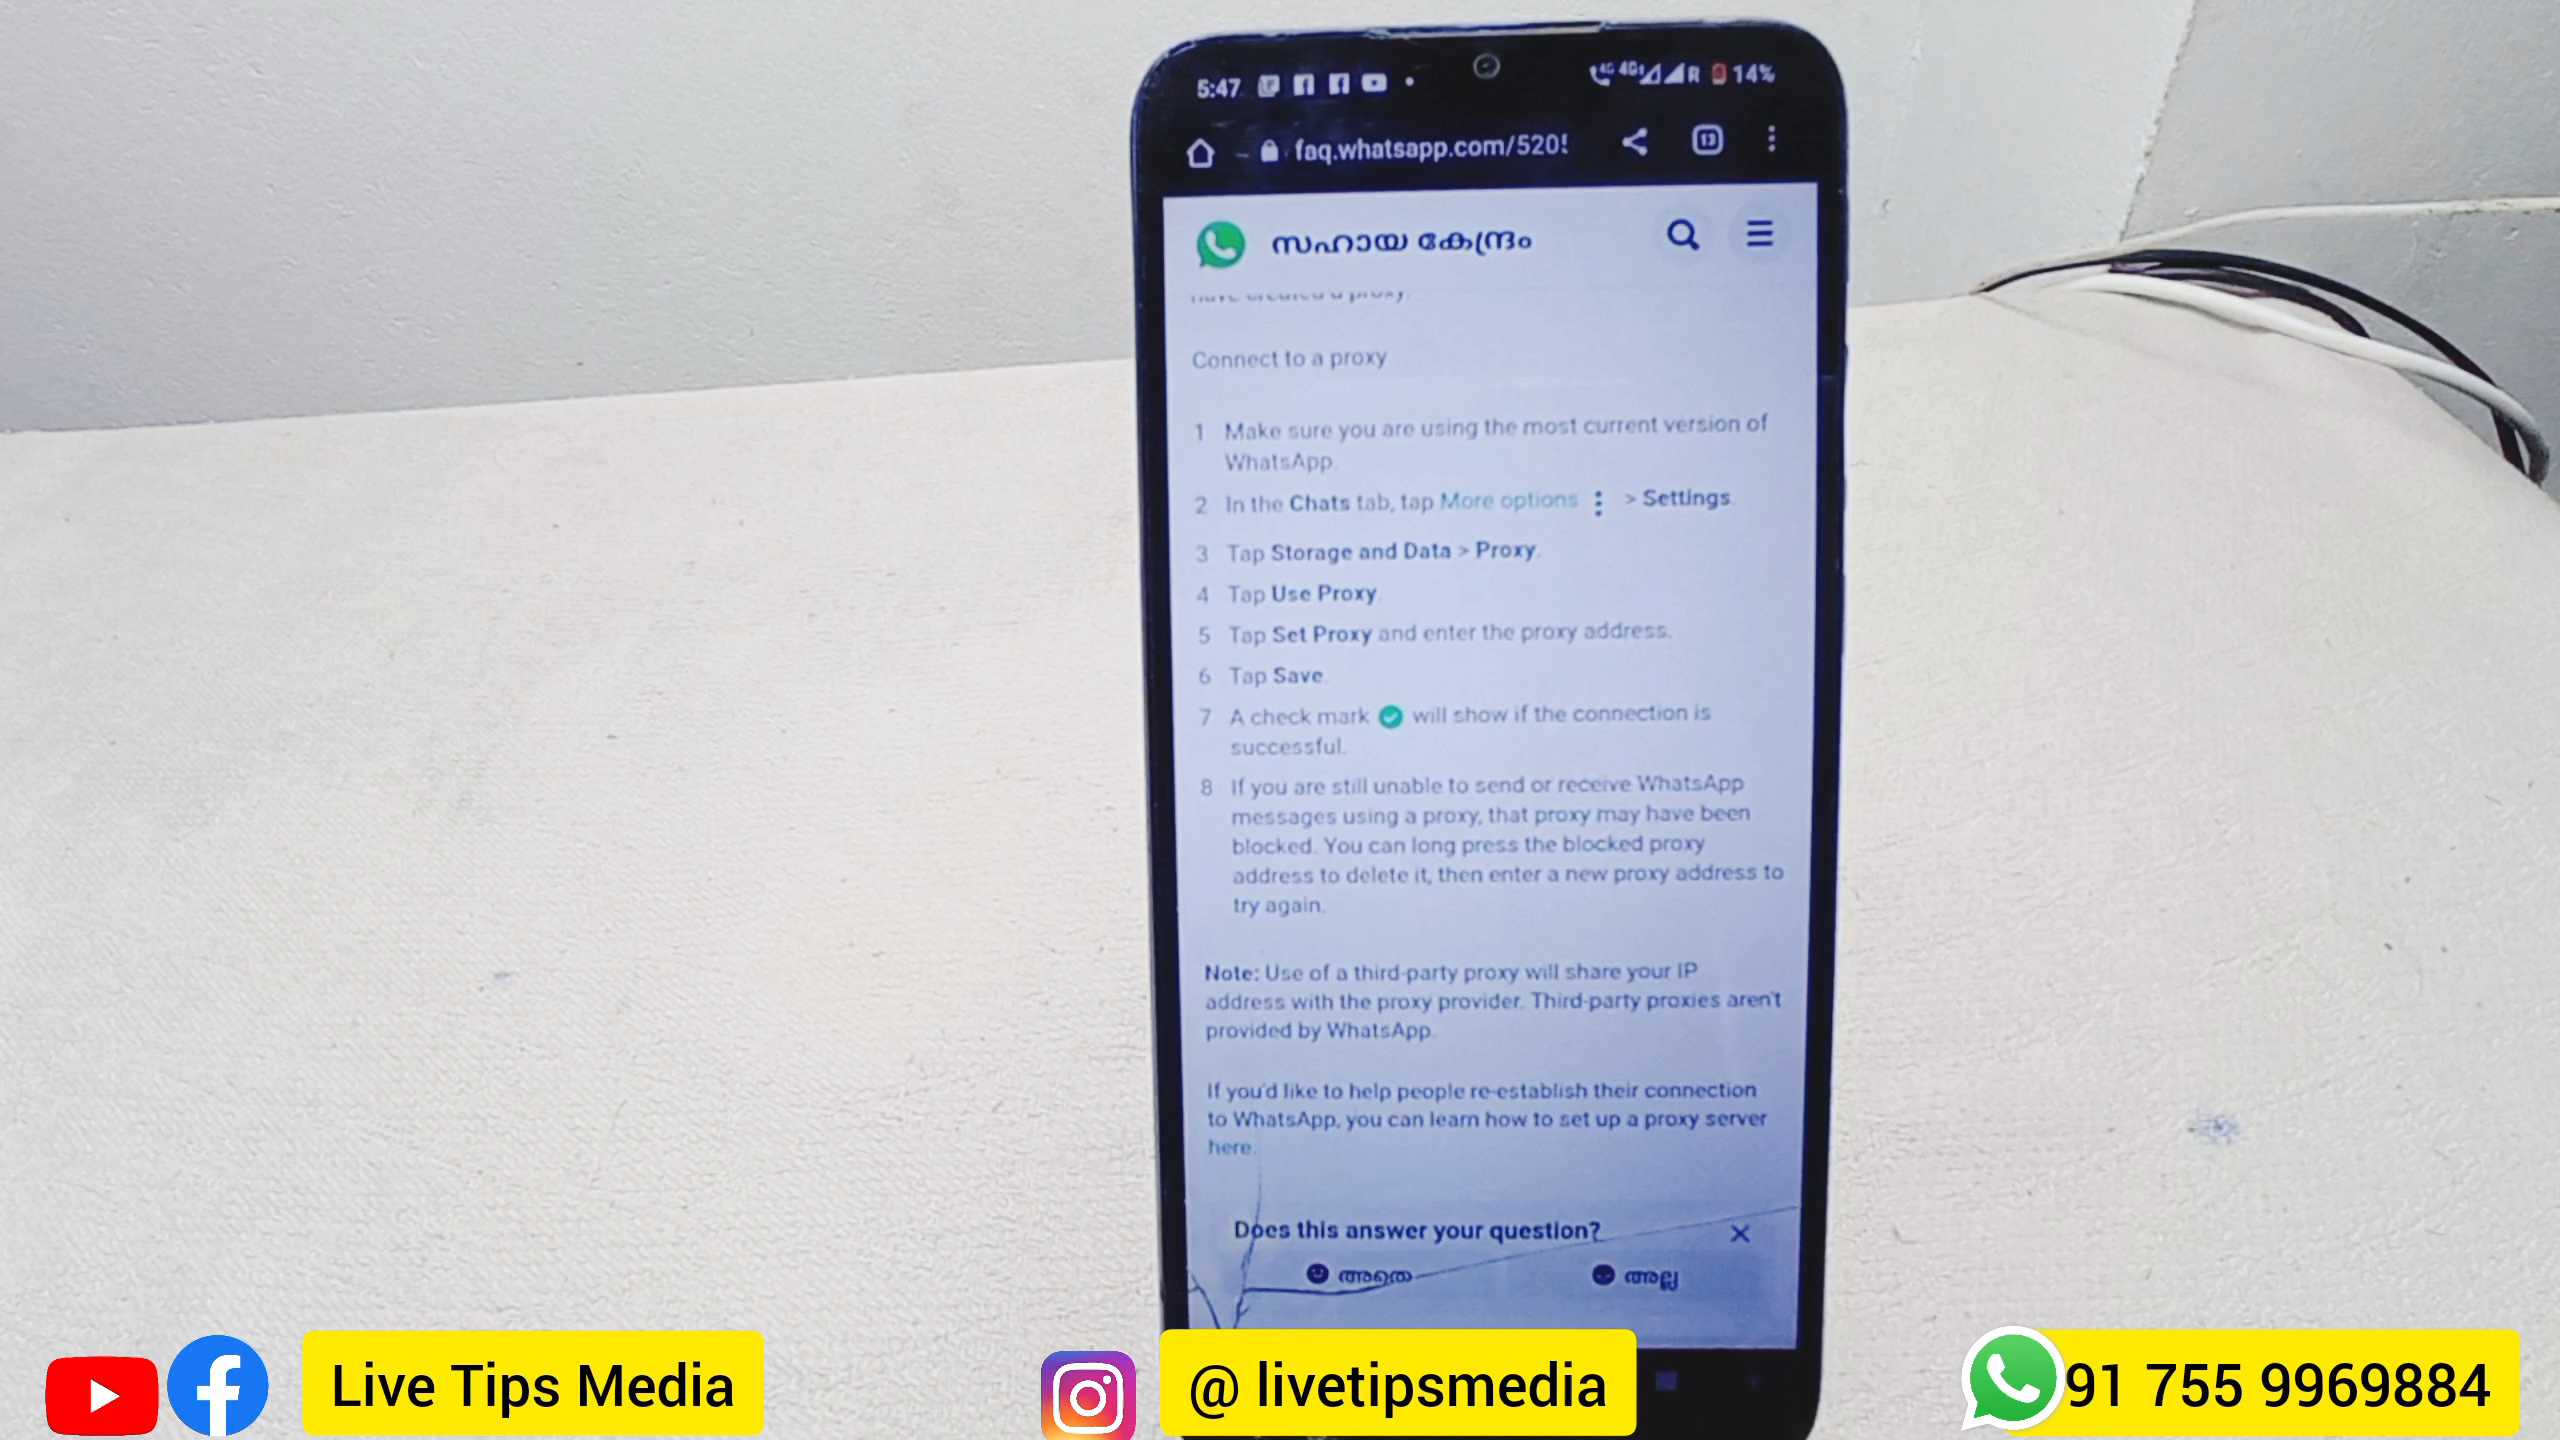 5:47
4G 4G R 14%
faq.whatsapp.com/520!
13
സഹായ കേന്ദ്രം
have created a proxy.
Connect to a proxy
1 Make sure you are using the most current version of
WhatsApp.
2 In the Chats tab, tap More options > Settings.
3 Tap Storage and Data > Proxy.
4 Tap Use Proxy.
5 Tap Set Proxy and enter the proxy address.
6 Tap Save.
7 A check mark will show if the connection is
successful.
8 If you are still unable to send or receive WhatsApp
messages using a proxy, that proxy may have been
blocked. You can long press the blocked proxy
address to delete it, then enter a new proxy address to
try again.
Note: Use of a third-party proxy will share your IP
address with the proxy provider. Third-party proxies aren't
provided by WhatsApp.
If you'd like to help people re-establish their connection
to WhatsApp, you can learn how to set up a proxy server
here.
Does this answer your question?
അതെ അല്ല
Live Tips Media
@ livetipsmedia
91 755 9969884